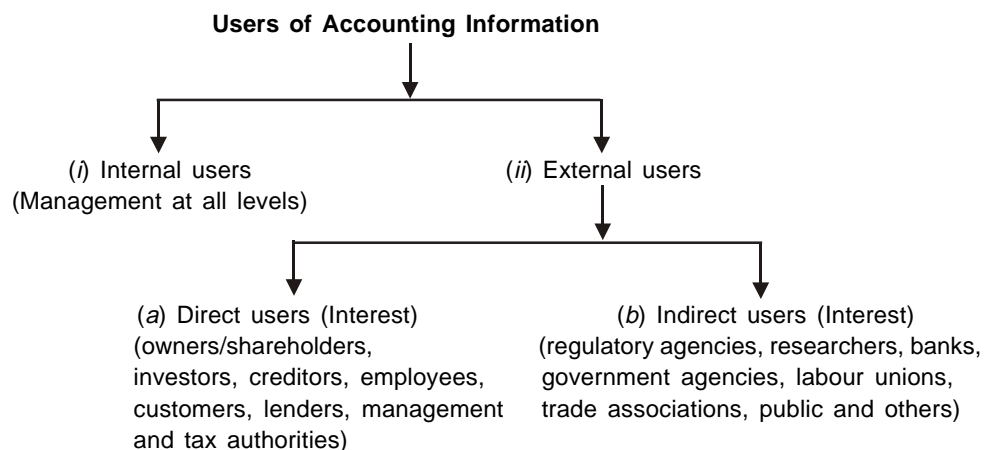 Users of Accounting Information
(i) Internal users
(Management at all levels)
(ii) External users
(a) Direct users (Interest)
(owners/shareholders,
investors, creditors, employees,
customers, lenders, management
and tax authorities)
(b) Indirect users (Interest)
(regulatory agencies, researchers, banks,
government agencies, labour unions,
trade associations, public and others)